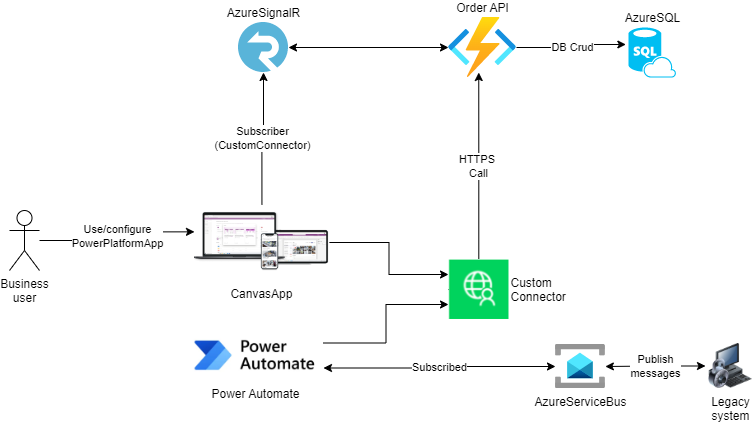 AzureSignalR
Order API
AzureSQL
SQL
DB Crud
Subscriber
(CustomConnector)
HTTPS
Call
Use/configure
PowerPlatformApp
Business
user
CanvasApp
Custom
Connector
Power
Automate
Power Automate
Subscribed
AzureServiceBus
Publish
messages
Legacy
system